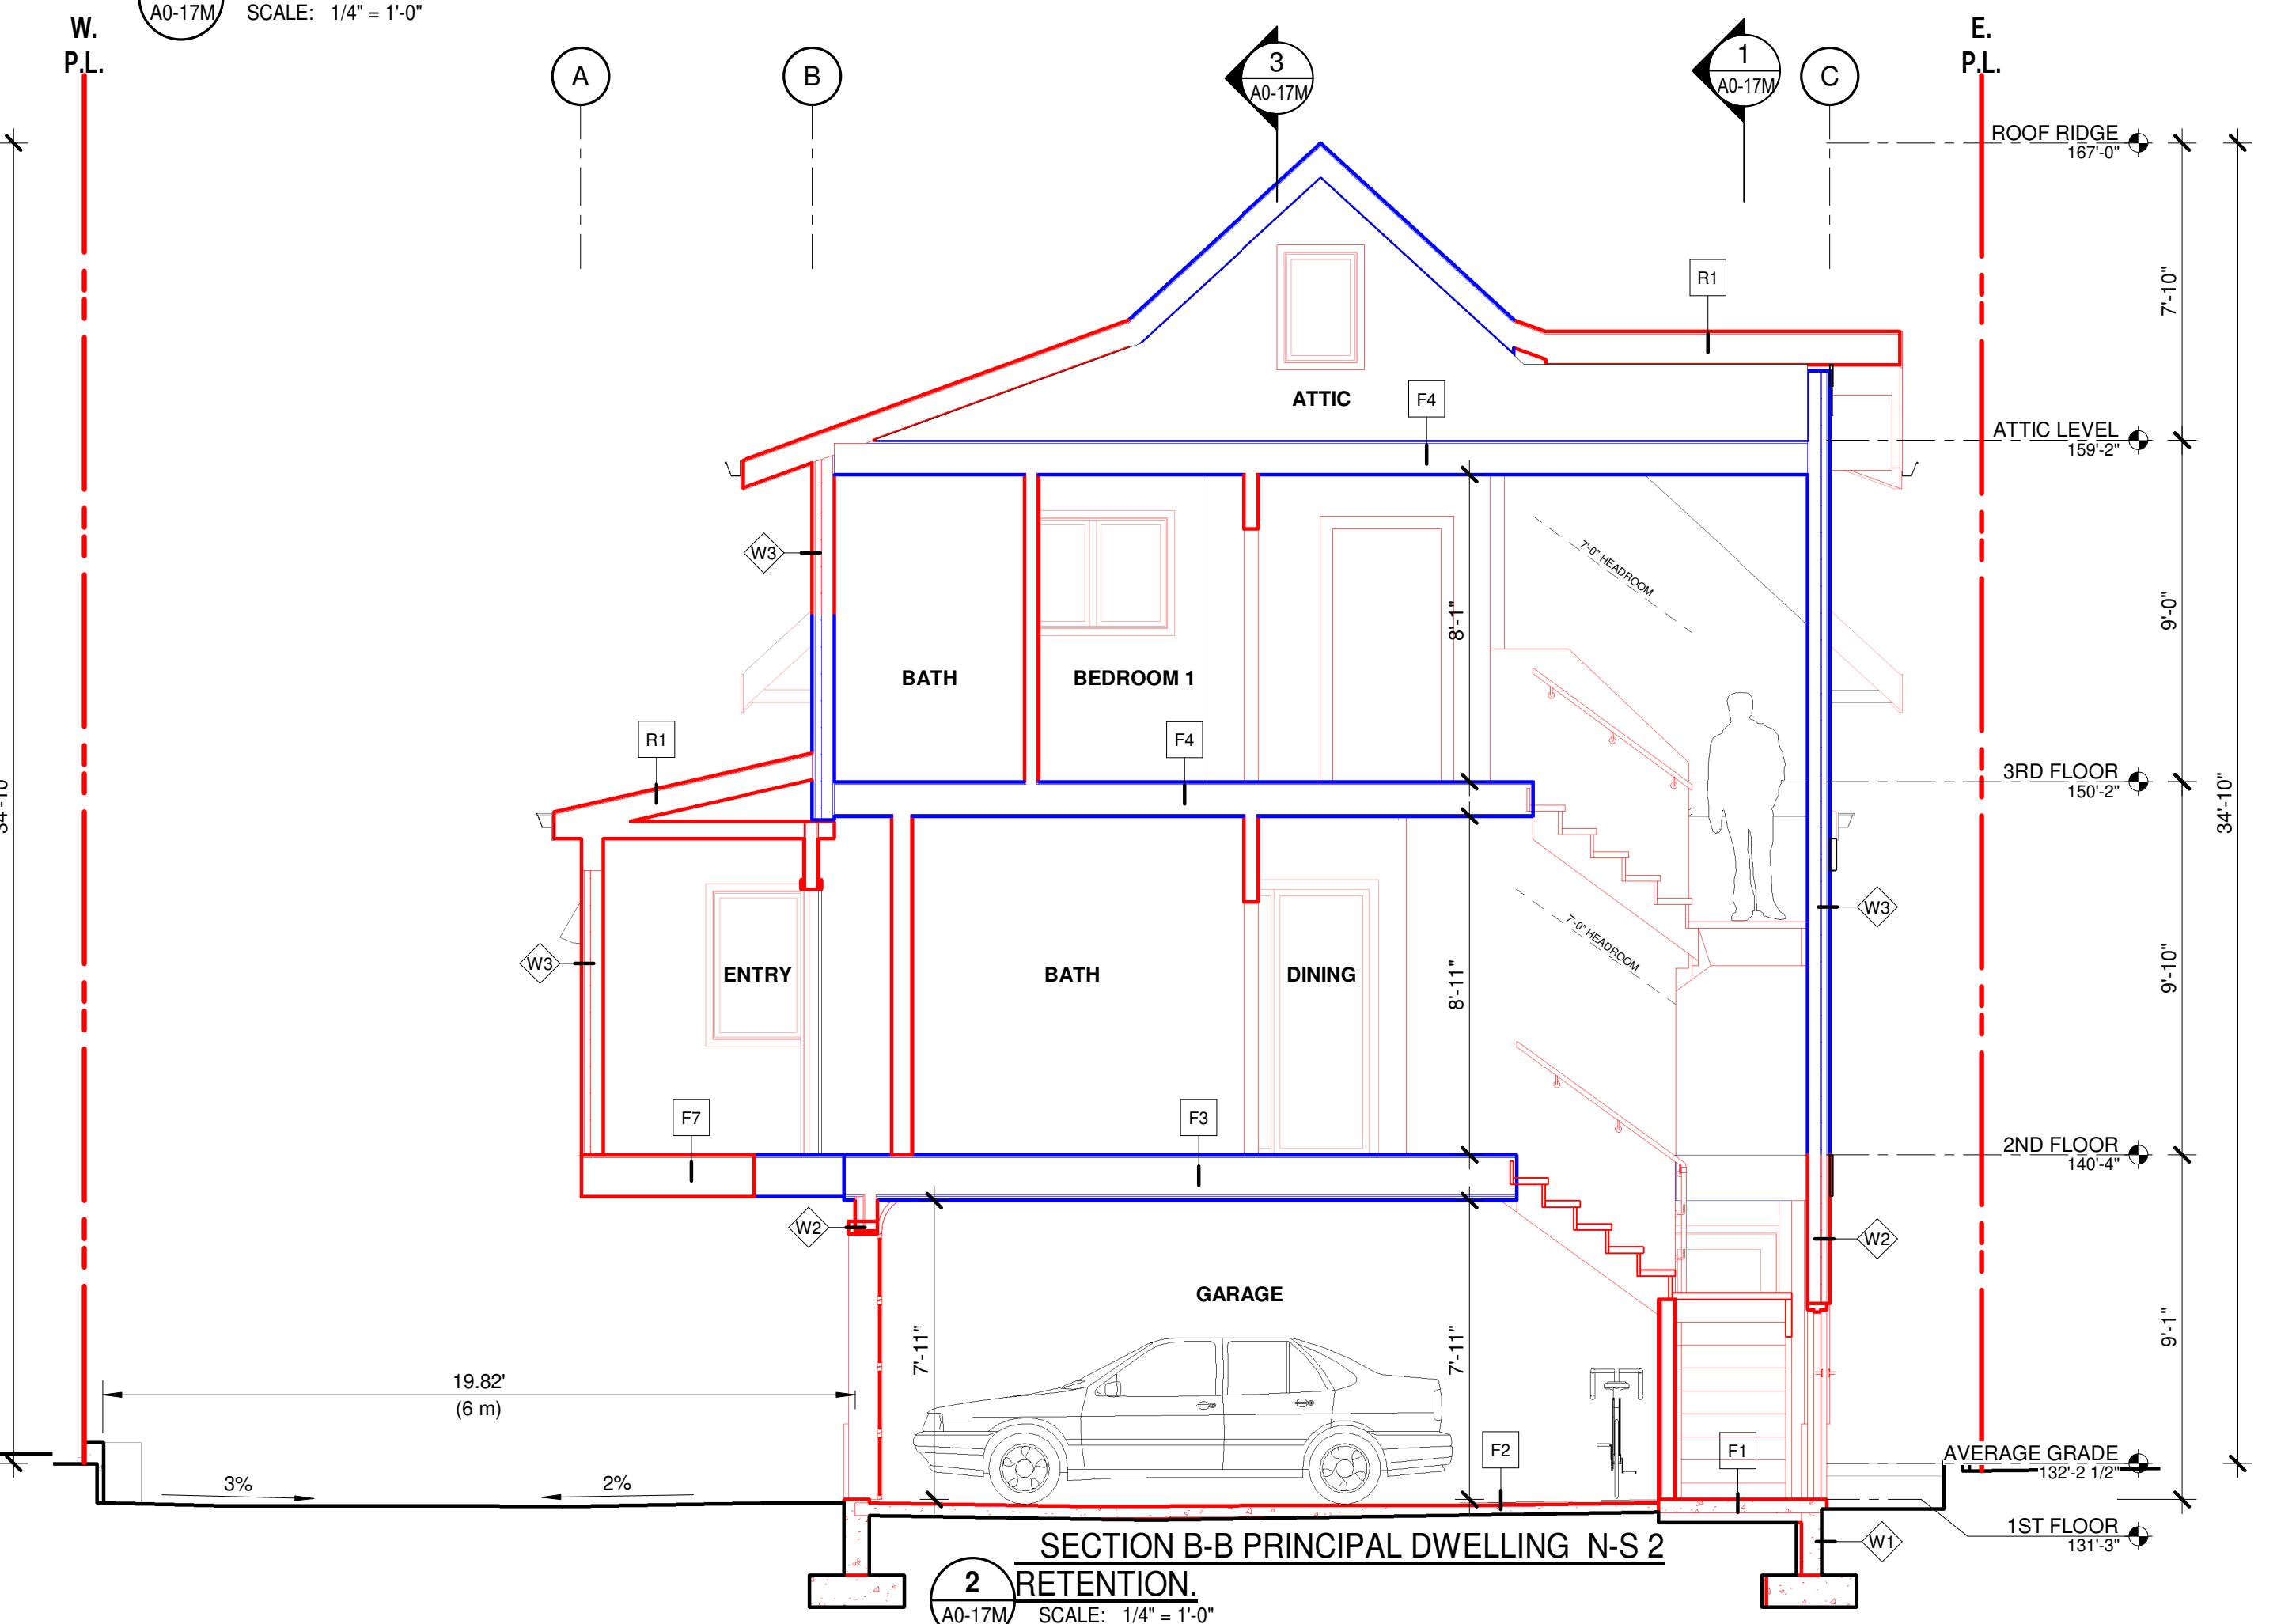 A0-17M
SCALE: 1/4" = 1'-0"
W.
P.L.
A
B
3
A0-17M
1
A0-17M
C
E.
P.L.
ROOF RIDGE
167'-0"
7'-10"
R1
ATTIC
F4
ATTIC LEVEL
159'-2"
W3
7'-0" HEADROOM
8'-1"
9'-0"
BATH
BEDROOM 1
R1
F4
3RD FLOOR
150'-2"
34'-10"
34'-10"
W3
W3
7'-0" HEADROOM
ENTRY
BATH
DINING
8'-11"
9'-10"
F7
F3
2ND FLOOR
140'-4"
W2
W2
GARAGE
7'-11"
7'-11"
9'-1"
19.82'
(6 m)
F2
F1
AVERAGE GRADE
132'-2 1/2"
3%
2%
1ST FLOOR
131'-3"
W1
SECTION B-B PRINCIPAL DWELLING N-S 2
RETENTION.
2
A0-17M
SCALE: 1/4" = 1'-0"